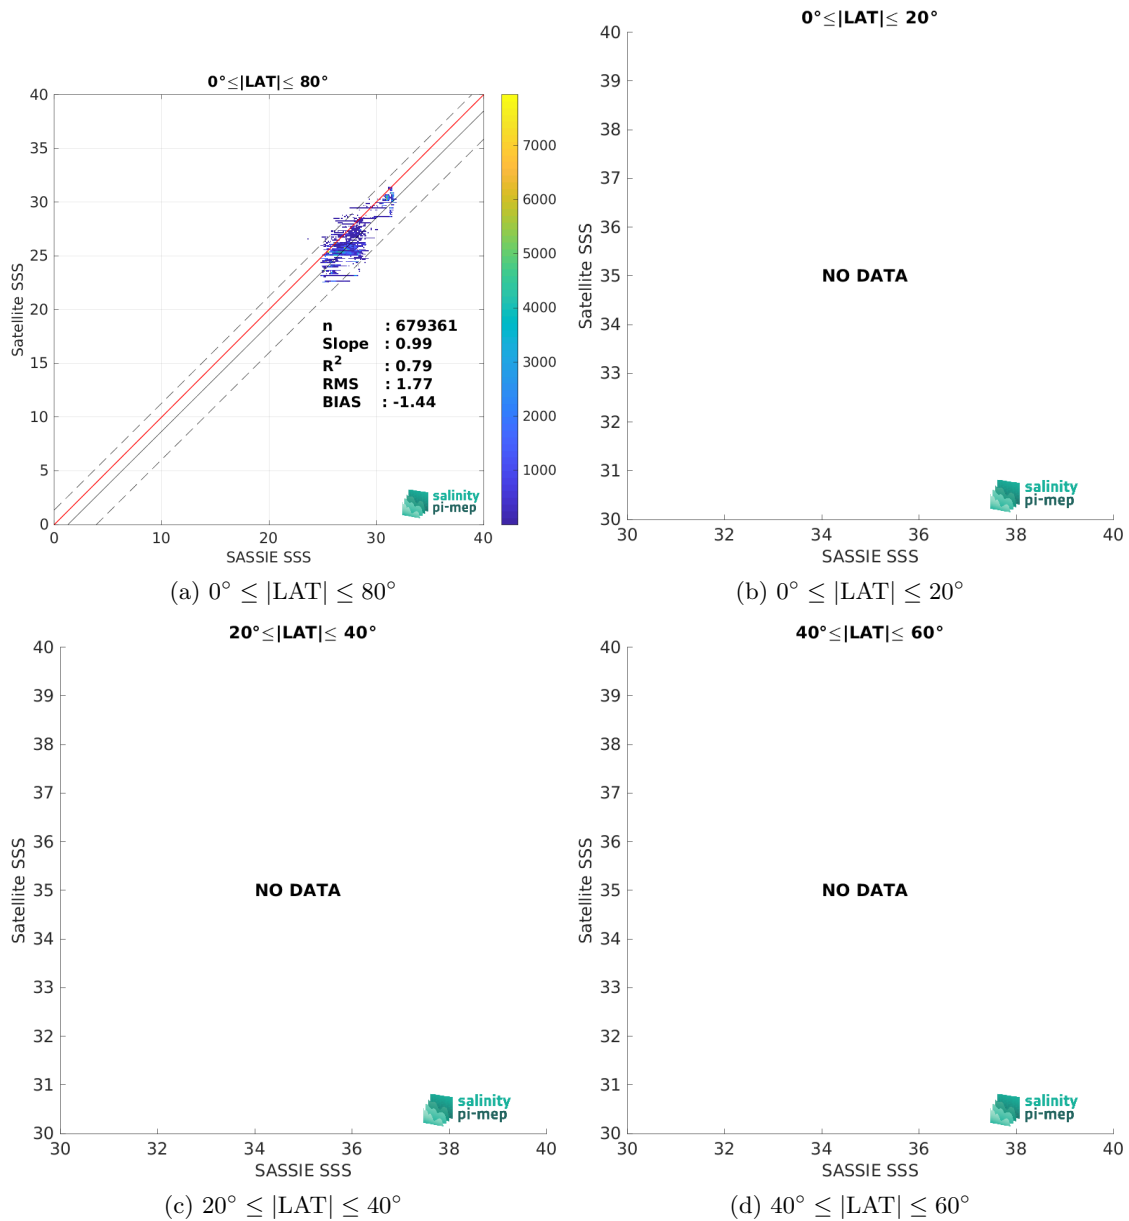 0°≤|LAT|≤ 80°
40
35
30
25
20
15
10
5
0
0
10
20
30
40
Satellite SSS
SASSIE SSS
n : 679361
Slope : 0.99
R² : 0.79
RMS : 1.77
BIAS : -1.44
7000
6000
5000
4000
3000
2000
1000
salinity
pi-mep
(a) 0° ≤ |LAT| ≤ 80°
0°≤|LAT|≤ 20°
40
39
38
37
36
35
34
33
32
31
30
30
32
34
36
38
40
Satellite SSS
SASSIE SSS
NO DATA
salinity
pi-mep
(b) 0° ≤ |LAT| ≤ 20°
20°≤|LAT|≤ 40°
40
39
38
37
36
35
34
33
32
31
30
30
32
34
36
38
40
Satellite SSS
SASSIE SSS
NO DATA
salinity
pi-mep
(c) 20° ≤ |LAT| ≤ 40°
40°≤|LAT|≤ 60°
40
39
38
37
36
35
34
33
32
31
30
30
32
34
36
38
40
Satellite SSS
SASSIE SSS
NO DATA
salinity
pi-mep
(d) 40° ≤ |LAT| ≤ 60°